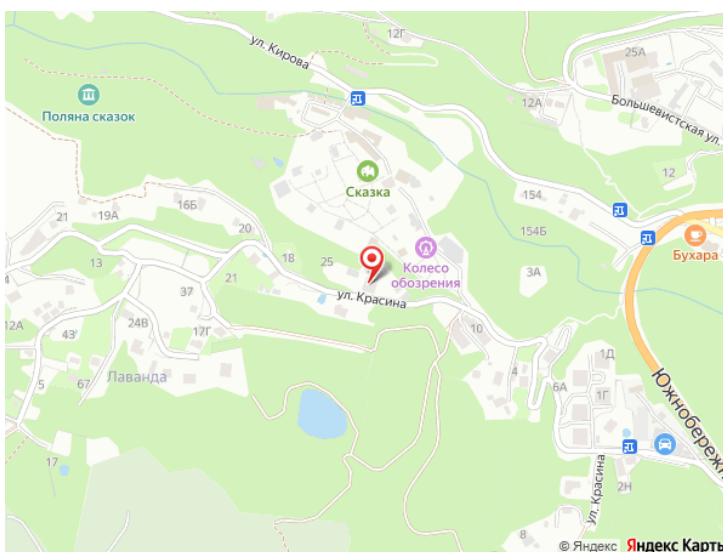 12Г
ул. Кирова
25А
12А
Большевистская ул.
Поляна сказок
Сказка
12
154
21
19А
16Б
20
154Б
Бухара
13
18
25
Колесо
обозрения
3А
21
37
ул. Красина
12А
43
24В
17Г
10
1Д
Лаванда
4
6А
1Г
5
67
Южнобережн
17
ул. Красина
2Н
8
© Яндекс Яндекс Карты